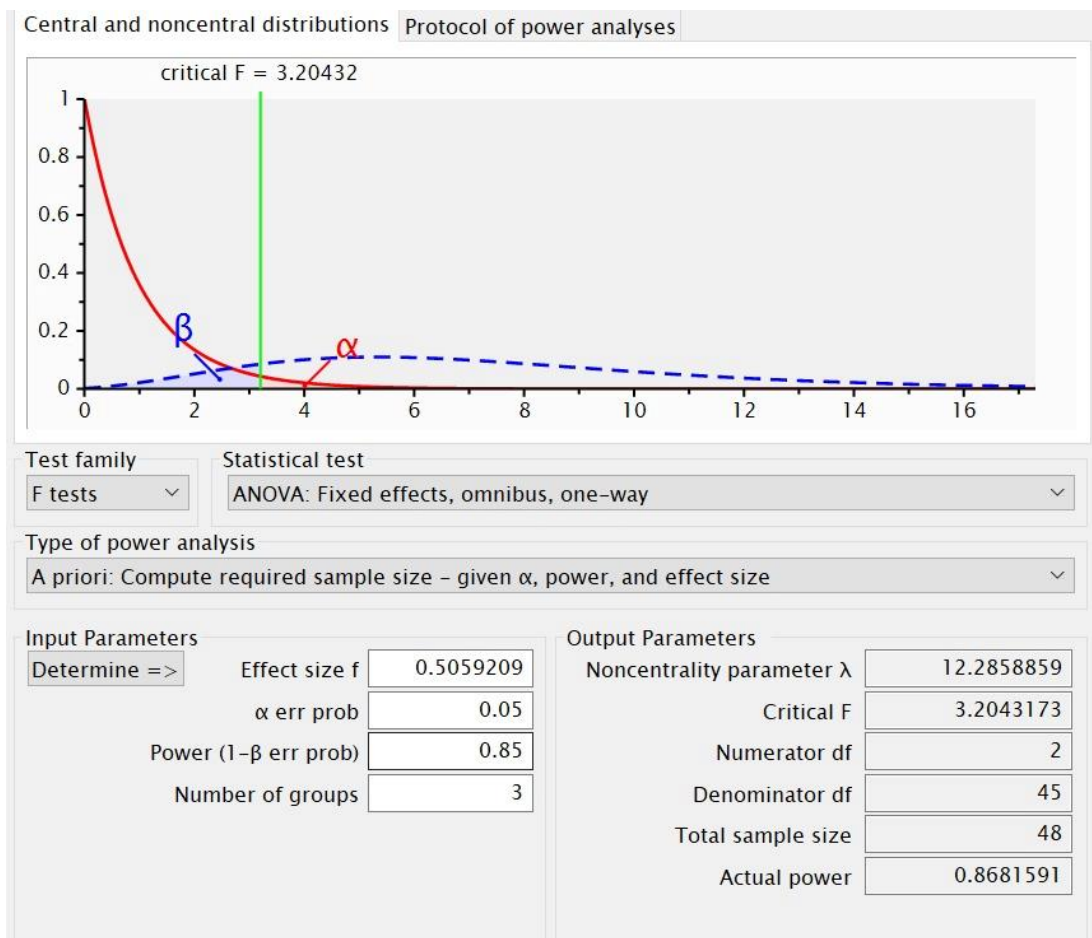 Central and noncentral distributions Protocol of power analyses
critical F = 3.20432
1
0.8
0.6
0.4
0.2
0
β
α
0 2 4 6 8 10 12 14 16
Test family Statistical test
F tests ANOVA: Fixed effects, omnibus, one-way
Type of power analysis
A priori: Compute required sample size – given α, power, and effect size
Input Parameters Output Parameters
Determine => Effect size f 0.5059209 Noncentrality parameter λ 12.2858859
α err prob 0.05 Critical F 3.2043173
Power (1-β err prob) 0.85 Numerator df 2
Number of groups 3 Denominator df 45
Total sample size 48
Actual power 0.8681591